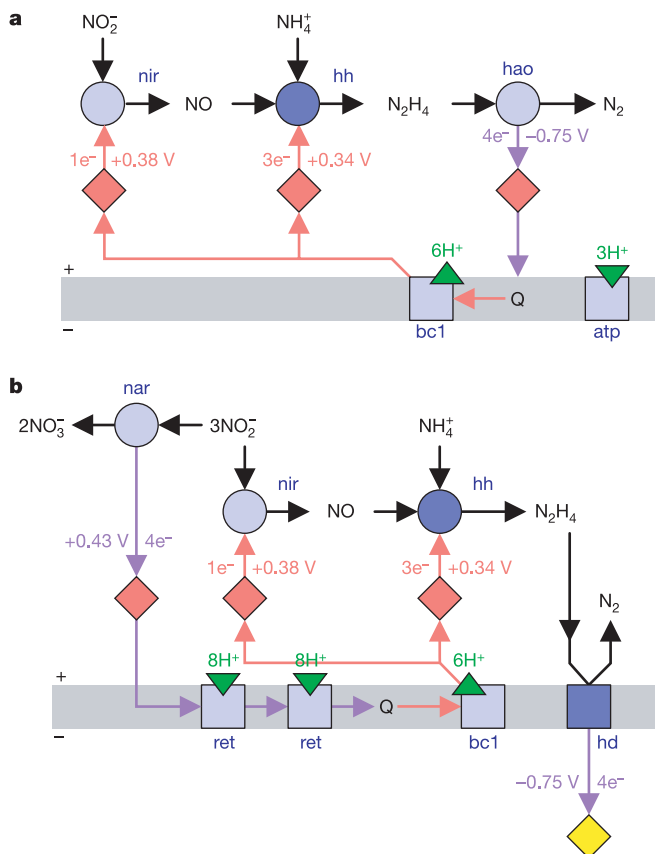 a
NO₂⁻ NH₄⁺
nir hh hao
NO N₂H₄ N₂
1e⁻ +0.38 V 3e⁻ +0.34 V 4e⁻ −0.75 V
6H⁺ 3H⁺
+
Q
−
bc1 atp
b
nar
2NO₃⁻ 3NO₂⁻ NH₄⁺
nir hh
NO N₂H₄
+0.43 V 4e⁻ 1e⁻ +0.38 V 3e⁻ +0.34 V
N₂
8H⁺ 8H⁺ 6H⁺
+
Q
−
ret ret bc1 hd
−0.75 V 4e⁻